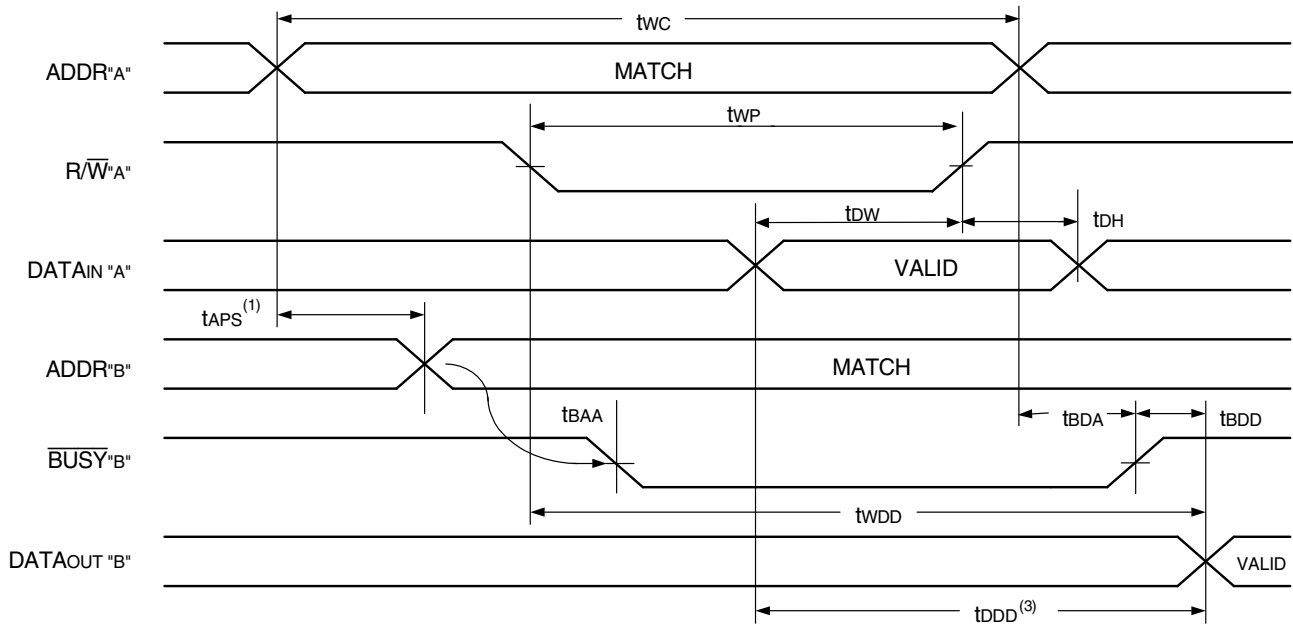 tWC
ADDR"A"
MATCH
tWP
R/W̅"A"
tDW
tDH
DATAIN "A"
VALID
tAPS(1)
ADDR"B"
MATCH
tBAA
tBDA
tBDD
B̅U̅S̅Y̅"B"
tWDD
DATAOUT "B"
VALID
tDDD(3)